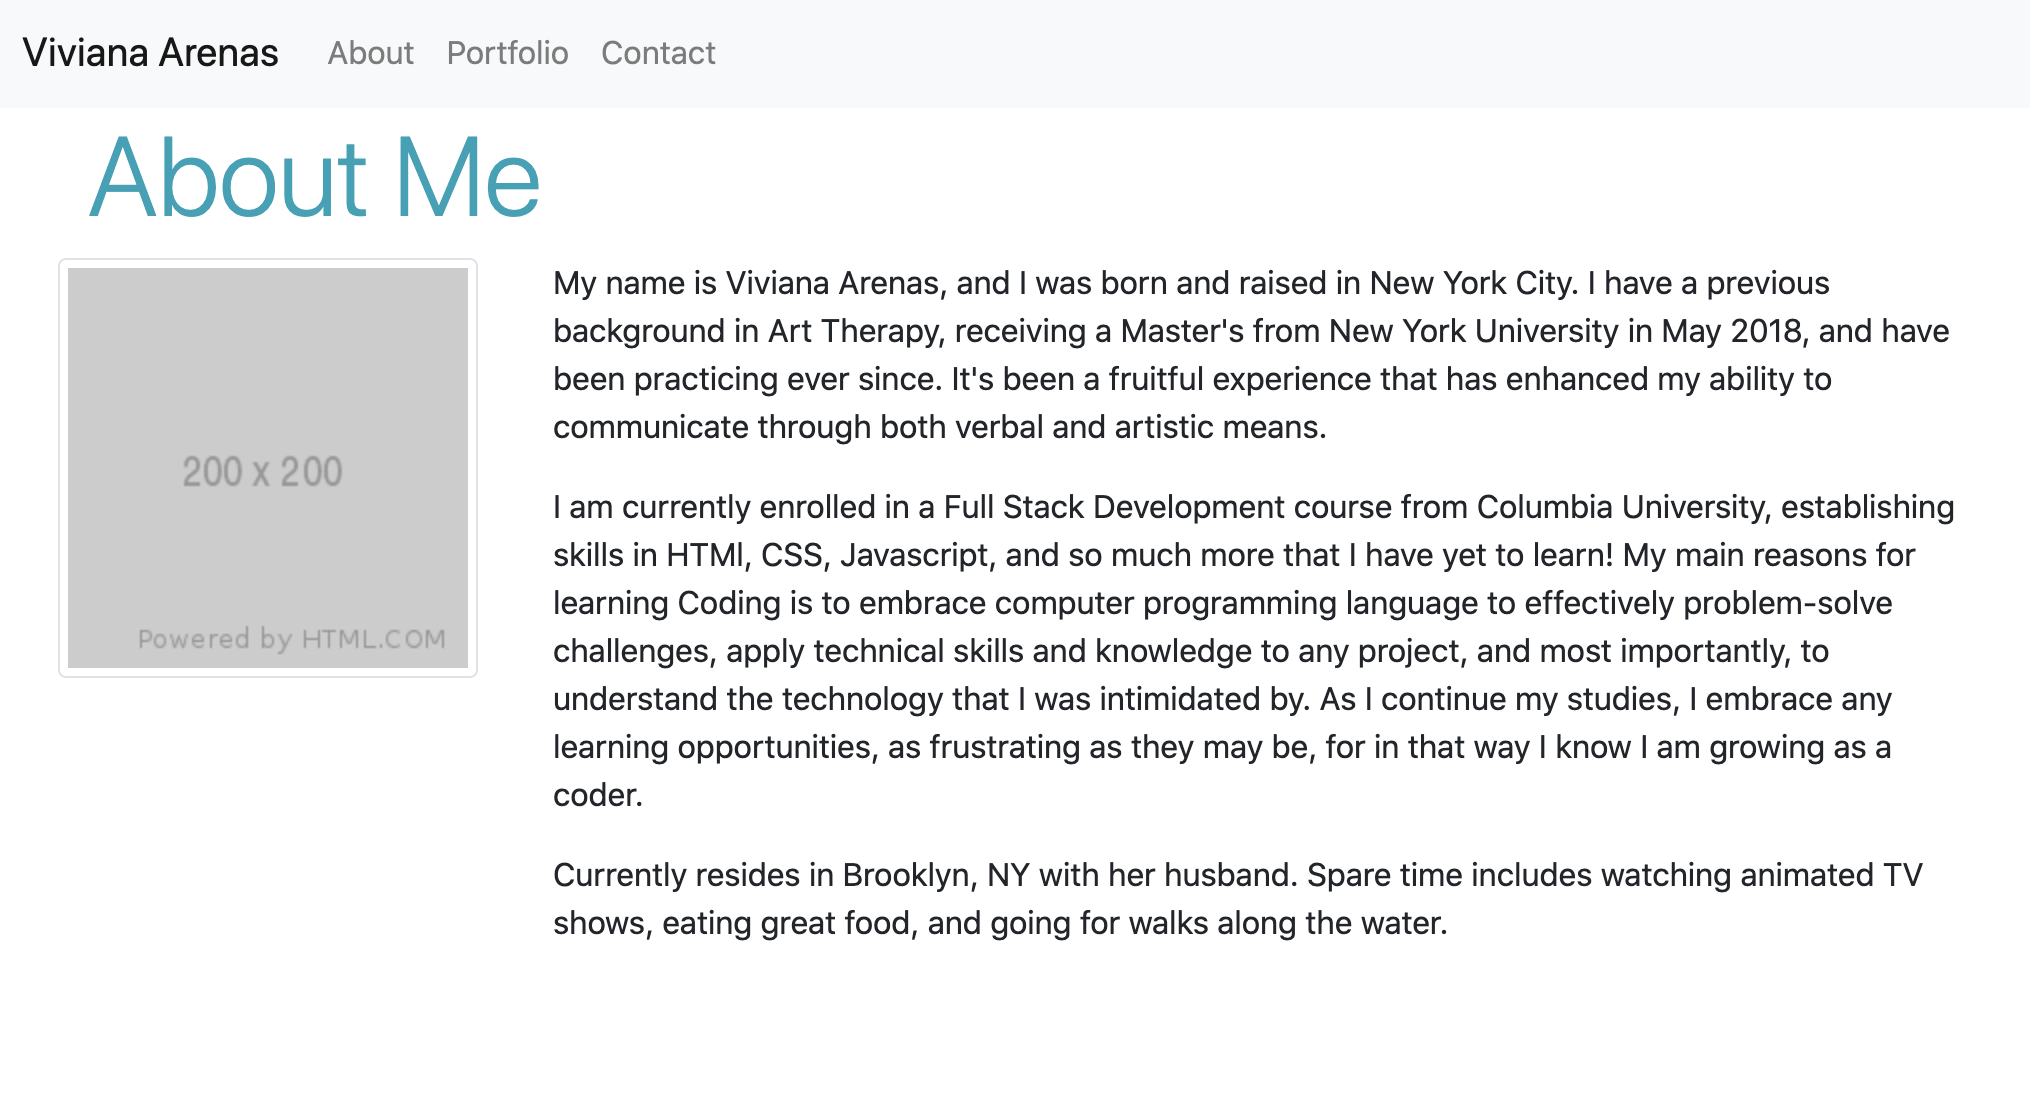 Viviana Arenas About Portfolio Contact
About Me
200 x 200
Powered by HTML.COM
My name is Viviana Arenas, and I was born and raised in New York City. I have a previous
background in Art Therapy, receiving a Master's from New York University in May 2018, and have
been practicing ever since. It's been a fruitful experience that has enhanced my ability to
communicate through both verbal and artistic means.
I am currently enrolled in a Full Stack Development course from Columbia University, establishing
skills in HTMl, CSS, Javascript, and so much more that I have yet to learn! My main reasons for
learning Coding is to embrace computer programming language to effectively problem-solve
challenges, apply technical skills and knowledge to any project, and most importantly, to
understand the technology that I was intimidated by. As I continue my studies, I embrace any
learning opportunities, as frustrating as they may be, for in that way I know I am growing as a
coder.
Currently resides in Brooklyn, NY with her husband. Spare time includes watching animated TV
shows, eating great food, and going for walks along the water.